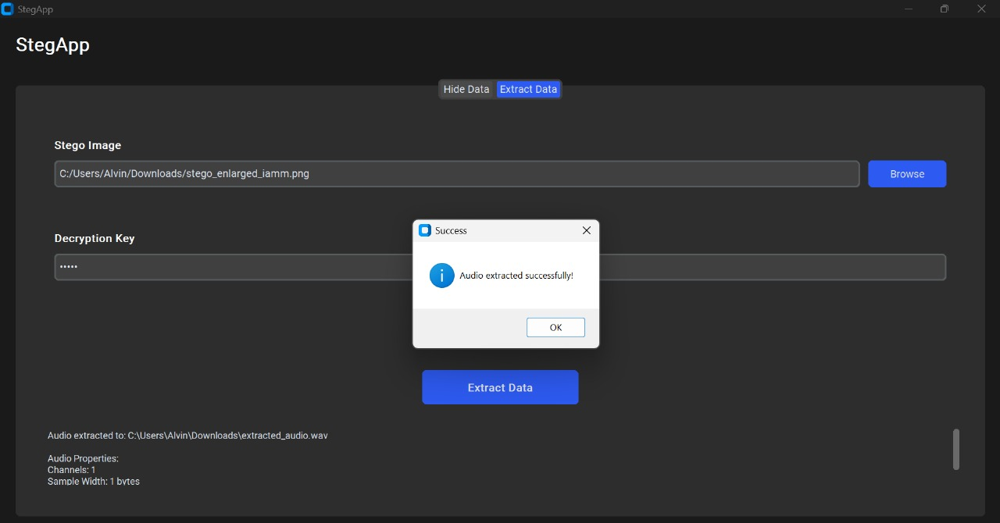 StegApp
StegApp
Hide Data Extract Data
Stego Image
C:/Users/Alvin/Downloads/stego_enlarged_iamm.png
Browse
Decryption Key
•••••
Success
Audio extracted successfully!
OK
Extract Data
Audio extracted to: C:\Users\Alvin\Downloads\extracted_audio.wav
Audio Properties:
Channels: 1
Sample Width: 1 bytes